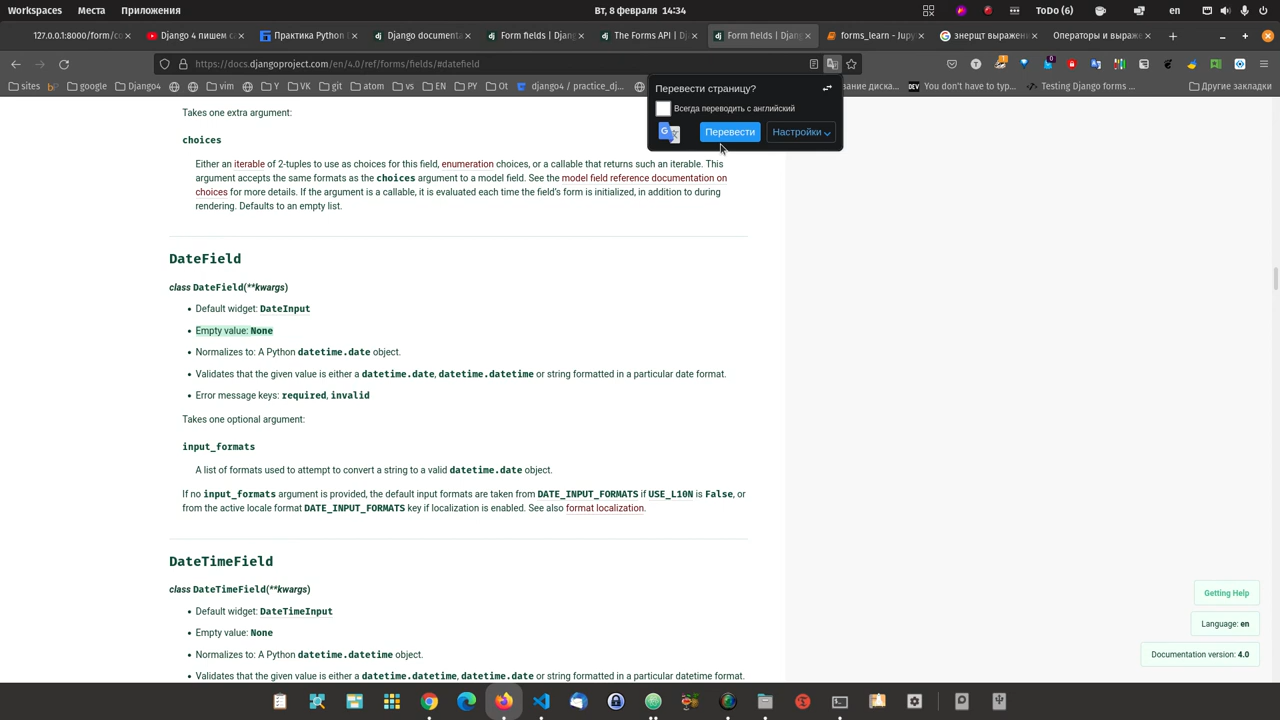 Workspaces Места Приложения Вт, 8 февраля 14:34 ToDo (6) en
127.0.0.1:8000/form/co Django 4 пишем с Практика Python Django documenta Form fields | Djang The Forms API | Dj Form fields | Djang forms_learn - Jupy знерщт выражен Операторы и выраже
https://docs.djangoproject.com/en/4.0/ref/forms/fields/#datefield
google Django Y VK git atom en PY Ot django4 / practice_dj... вание диска... You don't have to typ... Testing Django forms ... Другие закладки
Перевести страницу?
Всегда переводить с английский
Перевести Настройки
Takes one extra argument:
choices
Either an iterable of 2-tuples to use as choices for this field, enumeration choices, or a callable that returns such an iterable. This
argument accepts the same formats as the choices argument to a model field. See the model field reference documentation on
choices for more details. If the argument is a callable, it is evaluated each time the field's form is initialized, in addition to during
rendering. Defaults to an empty list.
DateField
class DateField(**kwargs)
• Default widget: DateInput
• Empty value: None
• Normalizes to: A Python datetime.date object.
• Validates that the given value is either a datetime.date, datetime.datetime or string formatted in a particular date format.
• Error message keys: required, invalid
Takes one optional argument:
input_formats
A list of formats used to attempt to convert a string to a valid datetime.date object.
If no input_formats argument is provided, the default input formats are taken from DATE_INPUT_FORMATS if USE_L10N is False, or
from the active locale format DATE_INPUT_FORMATS key if localization is enabled. See also format localization.
DateTimeField
class DateTimeField(**kwargs)
• Default widget: DateTimeInput
• Empty value: None
• Normalizes to: A Python datetime.datetime object.
• Validates that the given value is either a datetime.datetime, datetime.date or string formatted in a particular datetime format.
Getting Help
Language: en
Documentation version: 4.0